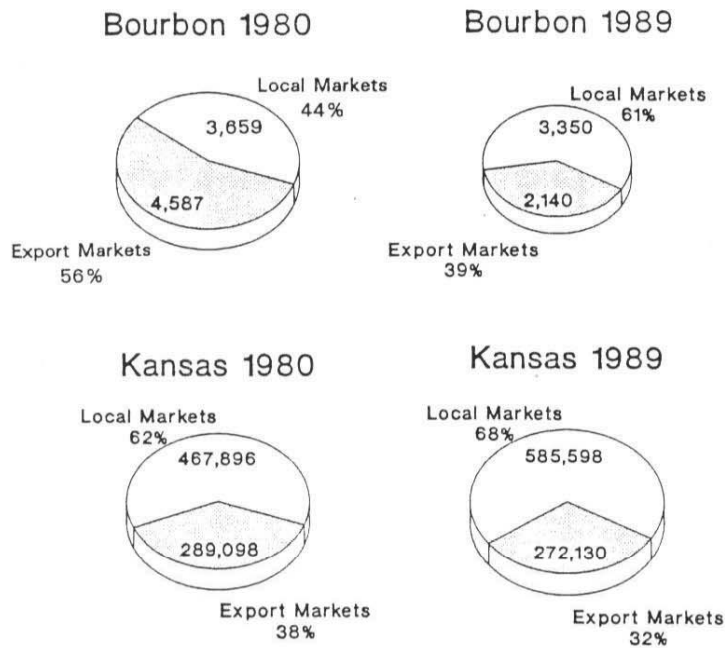 Bourbon 1980
Local Markets
44%
3,659
4,587
Export Markets
56%
Bourbon 1989
Local Markets
61%
3,350
2,140
Export Markets
39%
Kansas 1980
Local Markets
62%
467,896
289,098
Export Markets
38%
Kansas 1989
Local Markets
68%
585,598
272,130
Export Markets
32%